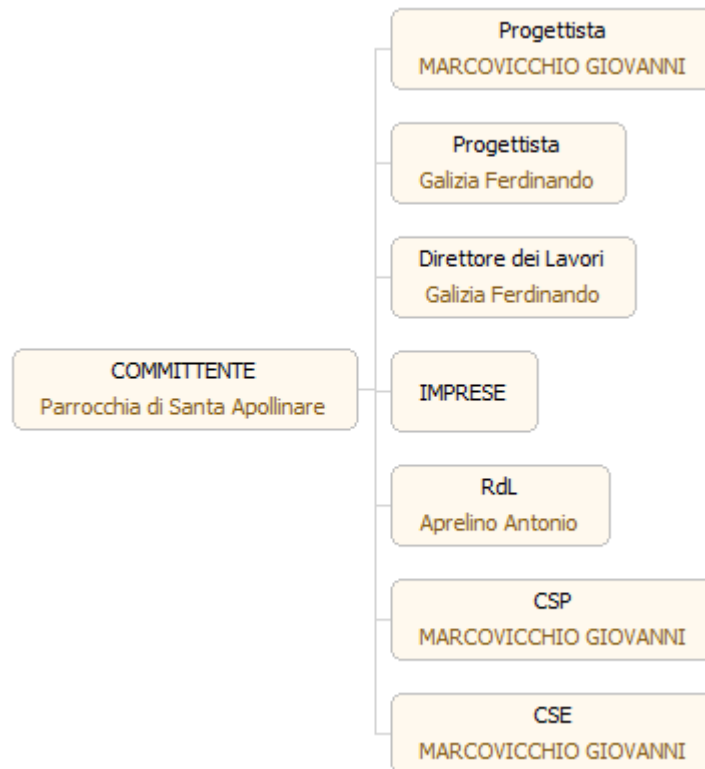 Progettista
MARCOVICCHIO GIOVANNI
Progettista
Galizia Ferdinando
Direttore dei Lavori
Galizia Ferdinando
COMMITTENTE
Parrocchia di Santa Apollinare
IMPRESE
RdL
Aprelino Antonio
CSP
MARCOVICCHIO GIOVANNI
CSE
MARCOVICCHIO GIOVANNI